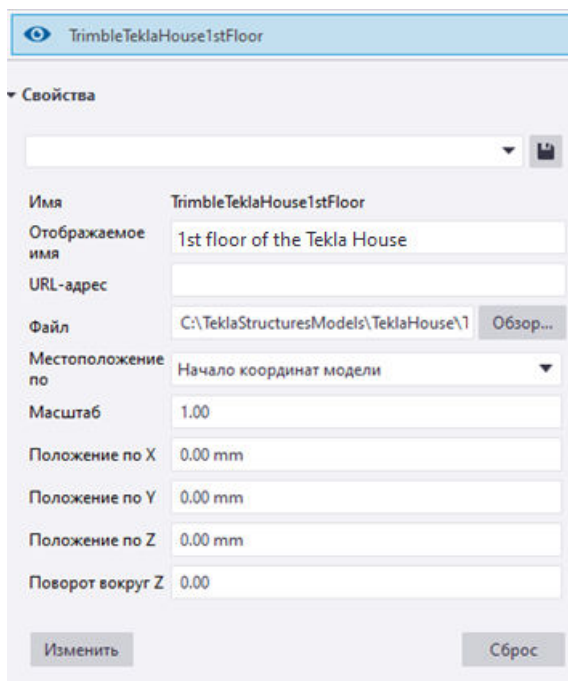 TrimbleTeklaHouse1stFloor
Свойства
Имя TrimbleTeklaHouse1stFloor
Отображаемое
имя 1st floor of the Tekla House
URL-адрес
Файл C:\TeklaStructuresModels\TeklaHouse\ Обзор...
Местоположение
по Начало координат модели
Масштаб 1.00
Положение по X 0.00 mm
Положение по Y 0.00 mm
Положение по Z 0.00 mm
Поворот вокруг Z 0.00
Изменить Сброс